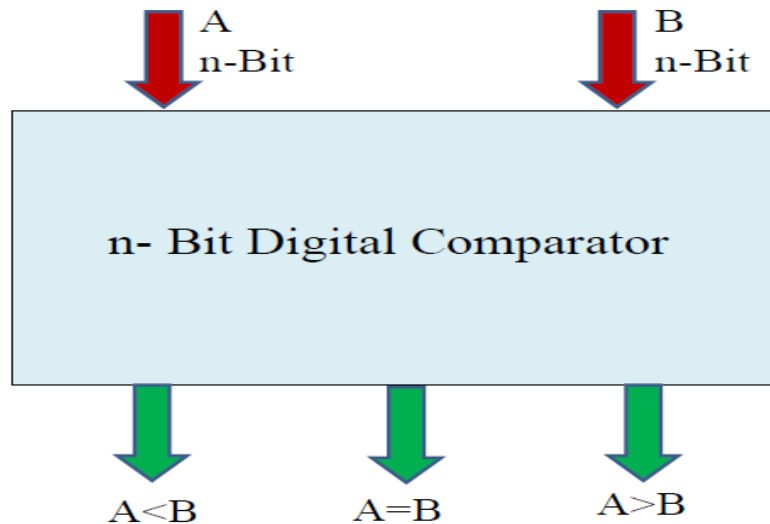 A
n-Bit
B
n-Bit
n- Bit Digital Comparator
A<B
A=B
A>B